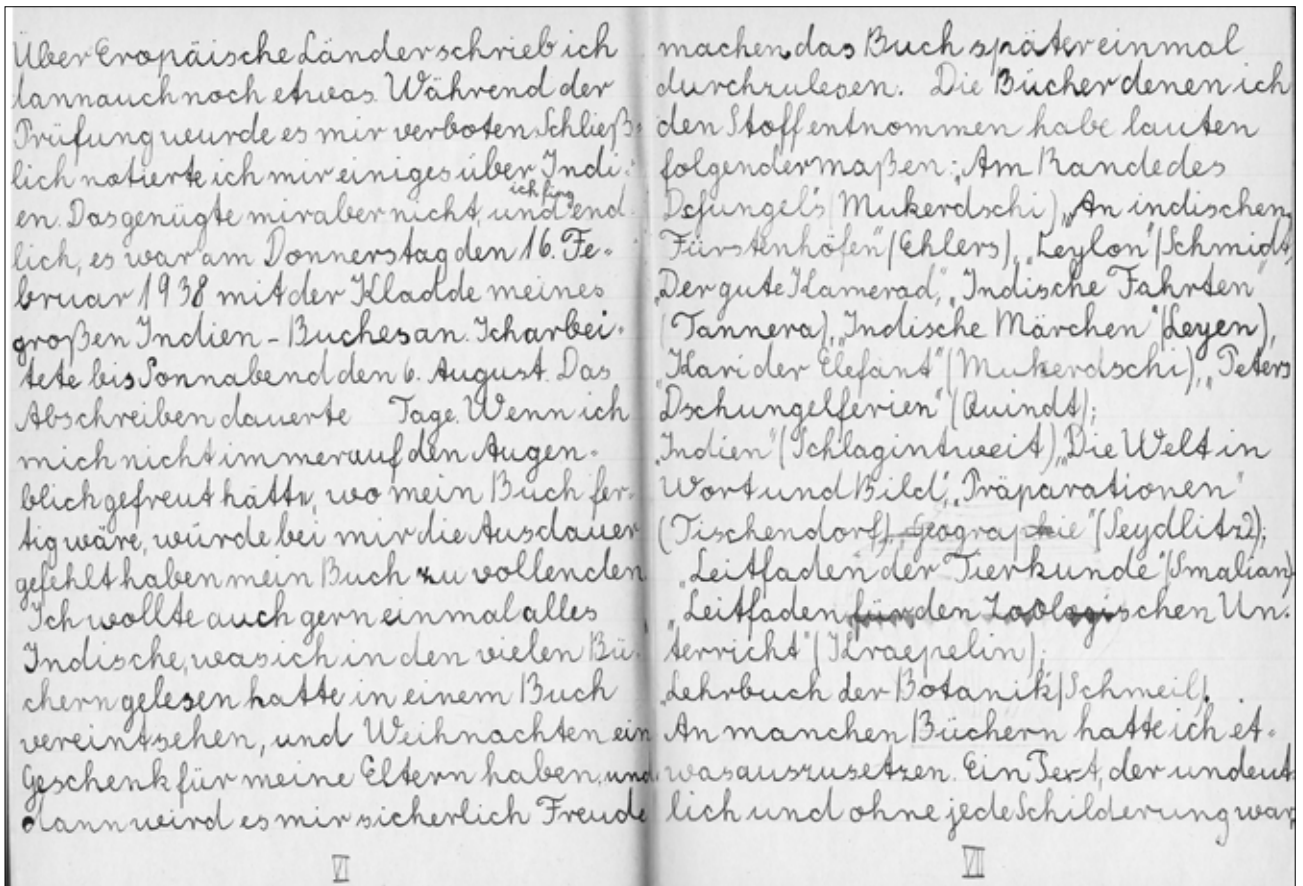 Über Eropäische Länder schrieb ich
dann auch noch etwas. Während der
Prüfung wurde es mir verboten. Schließ-
lich notierte ich mir einiges über Indi-
ich fing
en. Das genügte mir aber nicht, und end-
lich, es war am Donnerstag den 16. Fe-
bruar 1938 mit der Kladde meines
großen Indien-Buches an. Ich arbei-
tete bis Sonnabend den 6. August. Das
Abschreiben dauerte Tage. Wenn ich
mich nicht immer auf den Augen-
blick gefreut hätte, wo mein Buch fer-
tig wäre, würde bei mir die Ausdauer
gefehlt haben mein Buch zu vollenden
Ich wollte auch gern einmal alles
Indische, was ich in den vielen Bü-
chern gelesen hatte in einem Buch
vereint sehen, und Weihnachten ein
Geschenk für meine Eltern haben, und
dann wird es mir sicherlich Freude
VI
machen das Buch später einmal
durchzulesen. Die Bücher denen ich
den Stoff entnommen habe lauten
folgendermaßen: „Am Rande des
Dsjungels" (Mukerdschi), „An indischen
Fürstenhöfen" (Ehlers), „Zeylon" (Schmidt),
„Der gute Kamerad", „Indische Fahrten"
(Tannera), „Indische Märchen" (Leyen),
„Kari der Elefant" (Mukerdschi), „Peters
Dschungelferien" (Quindt);
„Indien" (Schlagintweit), „Die Welt in
Wort und Bild", „Präparationen"
(Tischendorf), „Geographie" (Seydlitz 2);
„Leitfaden der Tierkunde" (Smalian)
„Leitfaden für den Zoologischen Un-
terricht" (Kraepelin);
„Lehrbuch der Botanik" (Schmeil).
An manchen Büchern hatte ich et-
was auszusetzen. Ein Text, der undeut-
lich und ohne jede Schilderung war,
VII